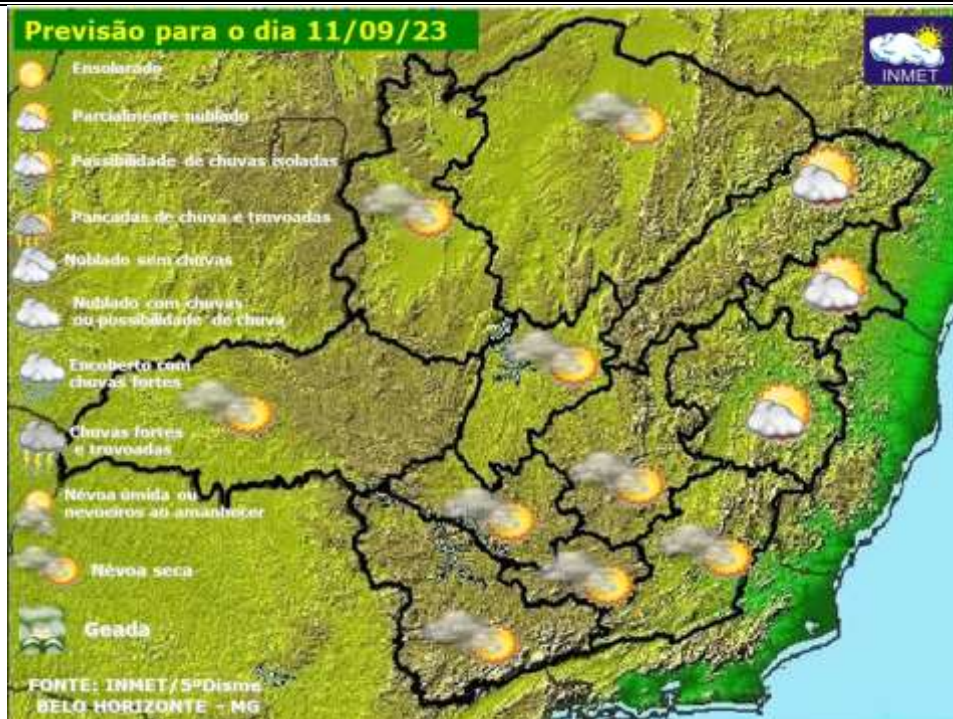 Previsão para o dia 11/09/23
INMET
Ensolarado
Parcialmente nublado
Possibilidade de chuvas isoladas
Pancadas de chuva e trovoadas
Nublado sem chuvas
Nublado com chuvas
ou possibilidade de chuva
Encoberto com
chuvas fortes
Chuvas fortes
e trovoadas
Névoa úmida ou
nevoeiros ao amanhecer
Névoa seca
Geada
FONTE: INMET/5ºDisme
BELO HORIZONTE - MG